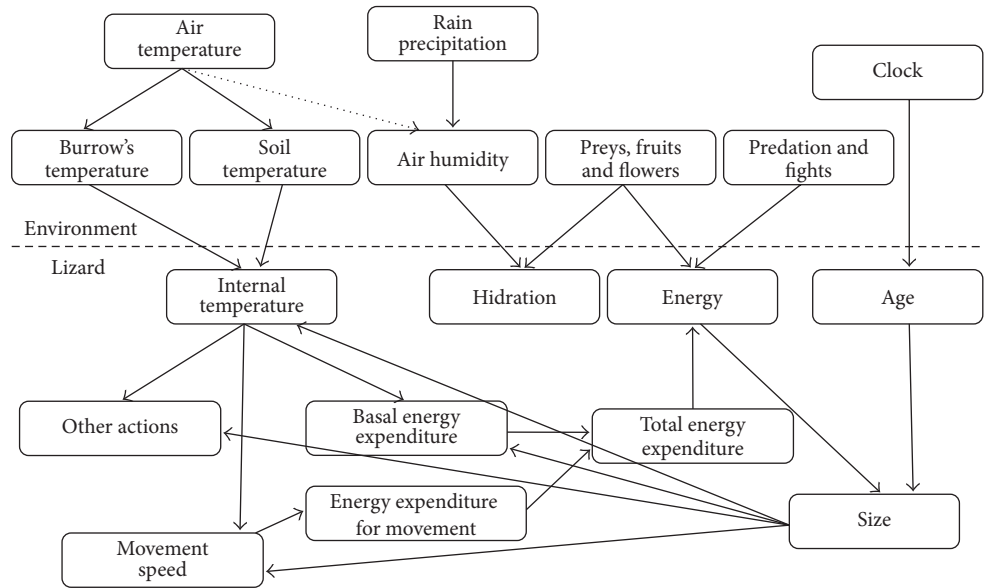 Air
temperature
Rain
precipitation
Clock
Burrow's
temperature
Soil
temperature
Air humidity
Preys, fruits
and flowers
Predation and
fights
Environment
Lizard
Internal
temperature
Hidration
Energy
Age
Other actions
Basal energy
expenditure
Total energy
expenditure
Energy expenditure
for movement
Size
Movement
speed